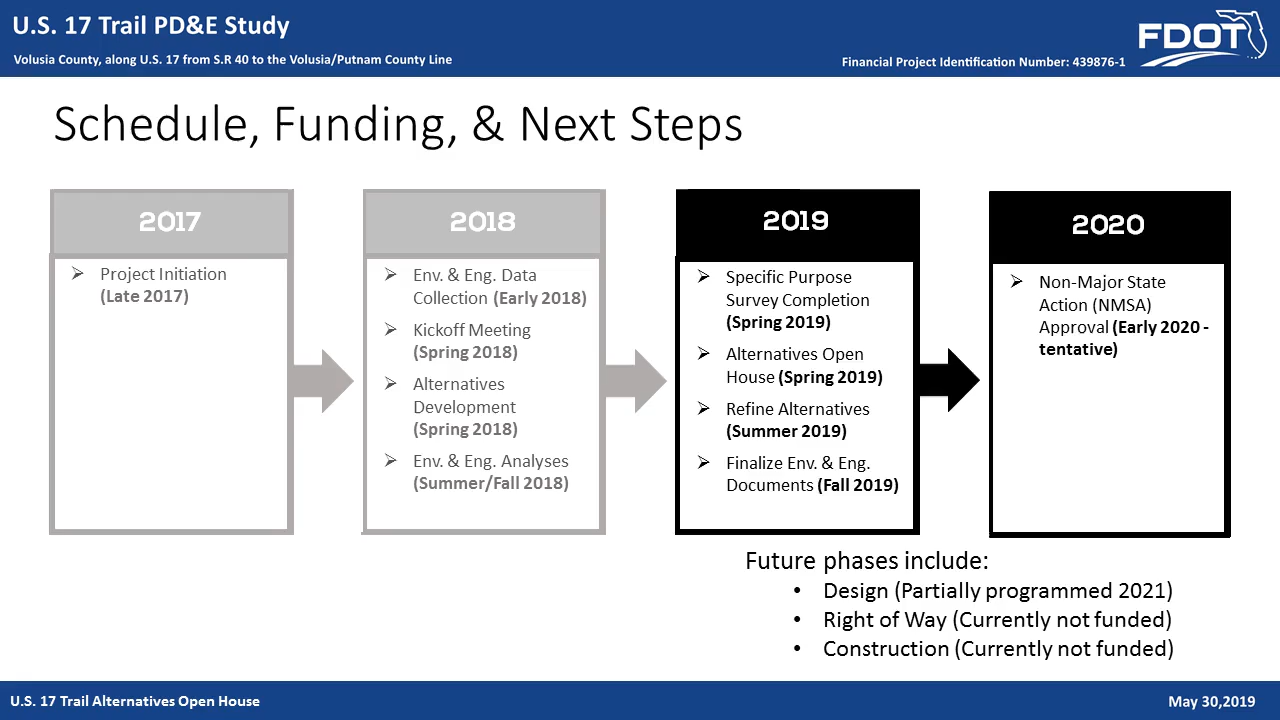 U.S. 17 Trail PD&E Study
Volusia County, along U.S. 17 from S.R 40 to the Volusia/Putnam County Line
Financial Project Identification Number: 439876-1
FDOT
Schedule, Funding, & Next Steps
2017
Project Initiation
(Late 2017)
2018
Env. & Eng. Data
Collection (Early 2018)
Kickoff Meeting
(Spring 2018)
Alternatives
Development
(Spring 2018)
Env. & Eng. Analyses
(Summer/Fall 2018)
2019
Specific Purpose
Survey Completion
(Spring 2019)
Alternatives Open
House (Spring 2019)
Refine Alternatives
(Summer 2019)
Finalize Env. & Eng.
Documents (Fall 2019)
2020
Non-Major State
Action (NMSA)
Approval (Early 2020 -
tentative)
Future phases include:
• Design (Partially programmed 2021)
• Right of Way (Currently not funded)
• Construction (Currently not funded)
U.S. 17 Trail Alternatives Open House
May 30,2019